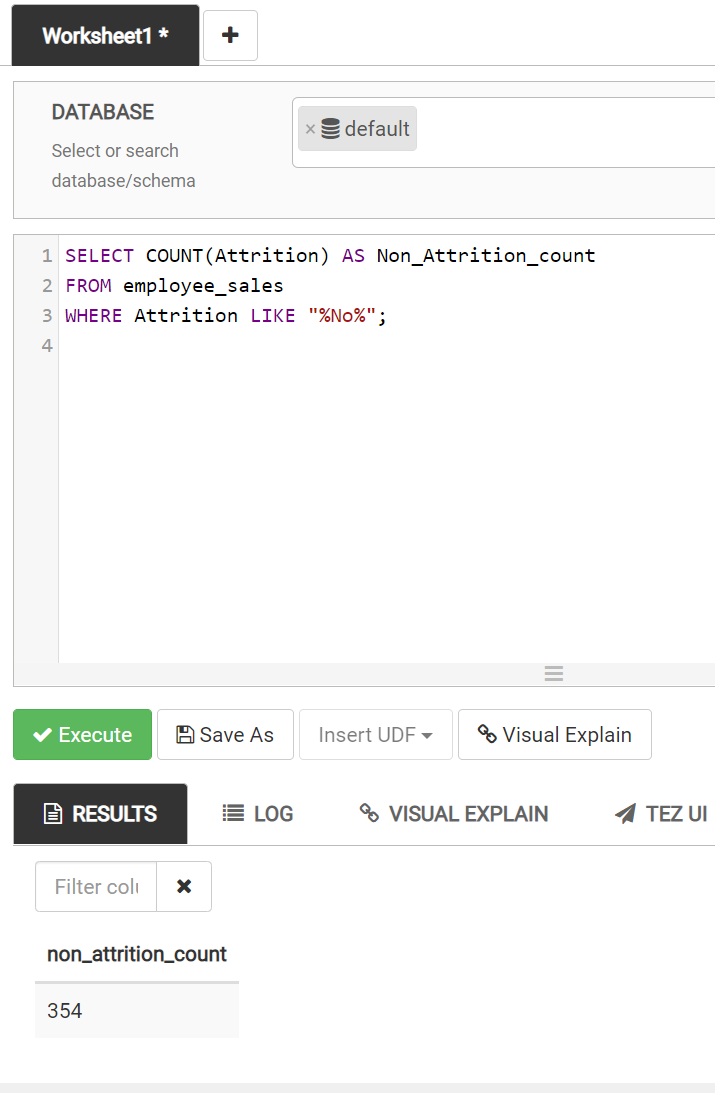 Worksheet1 *
+
DATABASE
Select or search
database/schema
× default
1 SELECT COUNT(Attrition) AS Non_Attrition_count
2 FROM employee_sales
3 WHERE Attrition LIKE "%No%";
4
Execute Save As Insert UDF Visual Explain
RESULTS LOG VISUAL EXPLAIN TEZ UI
Filter colu
non_attrition_count
354